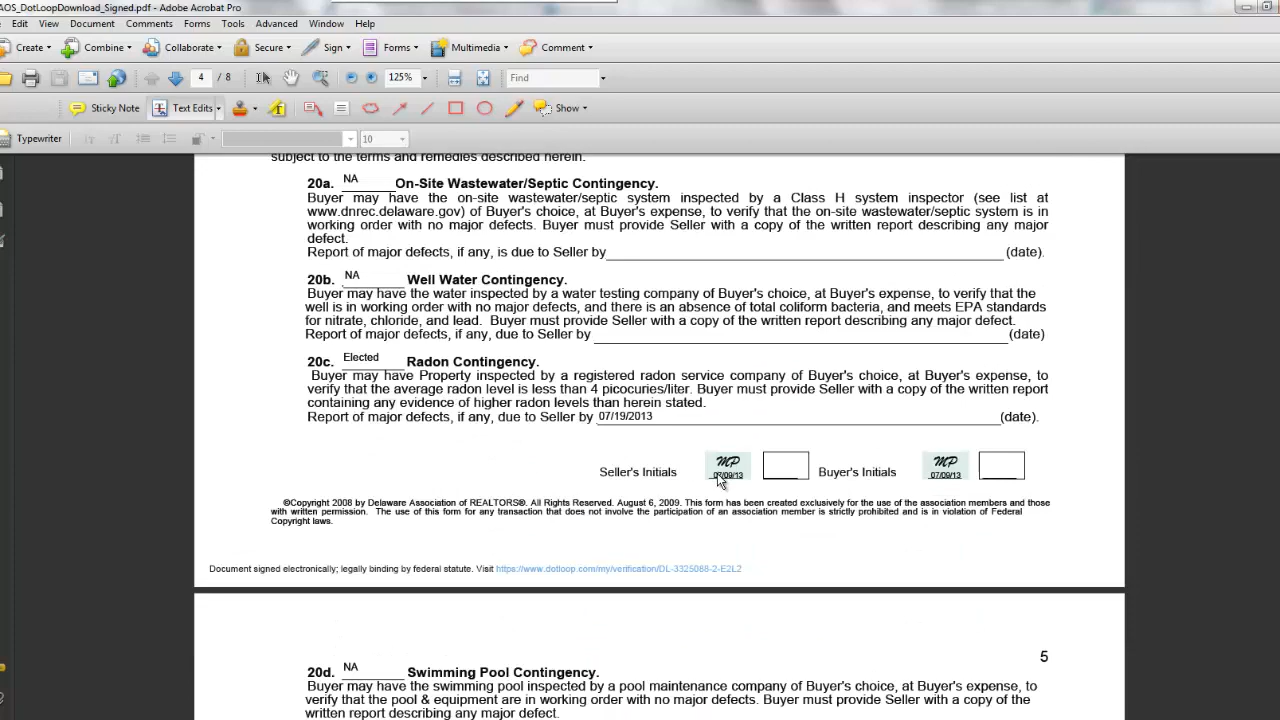 AOS_DotLoopDownload_Signed.pdf - Adobe Acrobat Pro
Edit View Document Comments Forms Tools Advanced Window Help
Create Combine Collaborate Secure Sign Forms Multimedia Comment
4 / 8 125% Find
Sticky Note Text Edits Show
Typewriter 10
subject to the terms and remedies described herein.
20a. NA On-Site Wastewater/Septic Contingency.
Buyer may have the on-site wastewater/septic system inspected by a Class H system inspector (see list at
www.dnrec.delaware.gov) of Buyer's choice, at Buyer's expense, to verify that the on-site wastewater/septic system is in
working order with no major defects. Buyer must provide Seller with a copy of the written report describing any major
defect.
Report of major defects, if any, is due to Seller by (date).
20b. NA Well Water Contingency.
Buyer may have the water inspected by a water testing company of Buyer's choice, at Buyer's expense, to verify that the
well is in working order with no major defects, and there is an absence of total coliform bacteria, and meets EPA standards
for nitrate, chloride, and lead. Buyer must provide Seller with a copy of the written report describing any major defect.
Report of major defects, if any, due to Seller by (date)
20c. Elected Radon Contingency.
Buyer may have Property inspected by a registered radon service company of Buyer's choice, at Buyer's expense, to
verify that the average radon level is less than 4 picocuries/liter. Buyer must provide Seller with a copy of the written report
containing any evidence of higher radon levels than herein stated.
Report of major defects, if any, due to Seller by 07/19/2013 (date).
MP MP
Seller's Initials 07/09/13 Buyer's Initials 07/09/13
©Copyright 2008 by Delaware Association of REALTORS®. All Rights Reserved. August 6, 2009. This form has been created exclusively for the use of the association members and those
with written permission. The use of this form for any transaction that does not involve the participation of an association member is strictly prohibited and is in violation of Federal
Copyright laws.
Document signed electronically; legally binding by federal statute. Visit https://www.dotloop.com/my/verification/DL-3325088-2-E2L2
5
20d. NA Swimming Pool Contingency.
Buyer may have the swimming pool inspected by a pool maintenance company of Buyer's choice, at Buyer's expense, to
verify that the pool & equipment are in working order with no major defects. Buyer must provide Seller with a copy of the
written report describing any major defect.